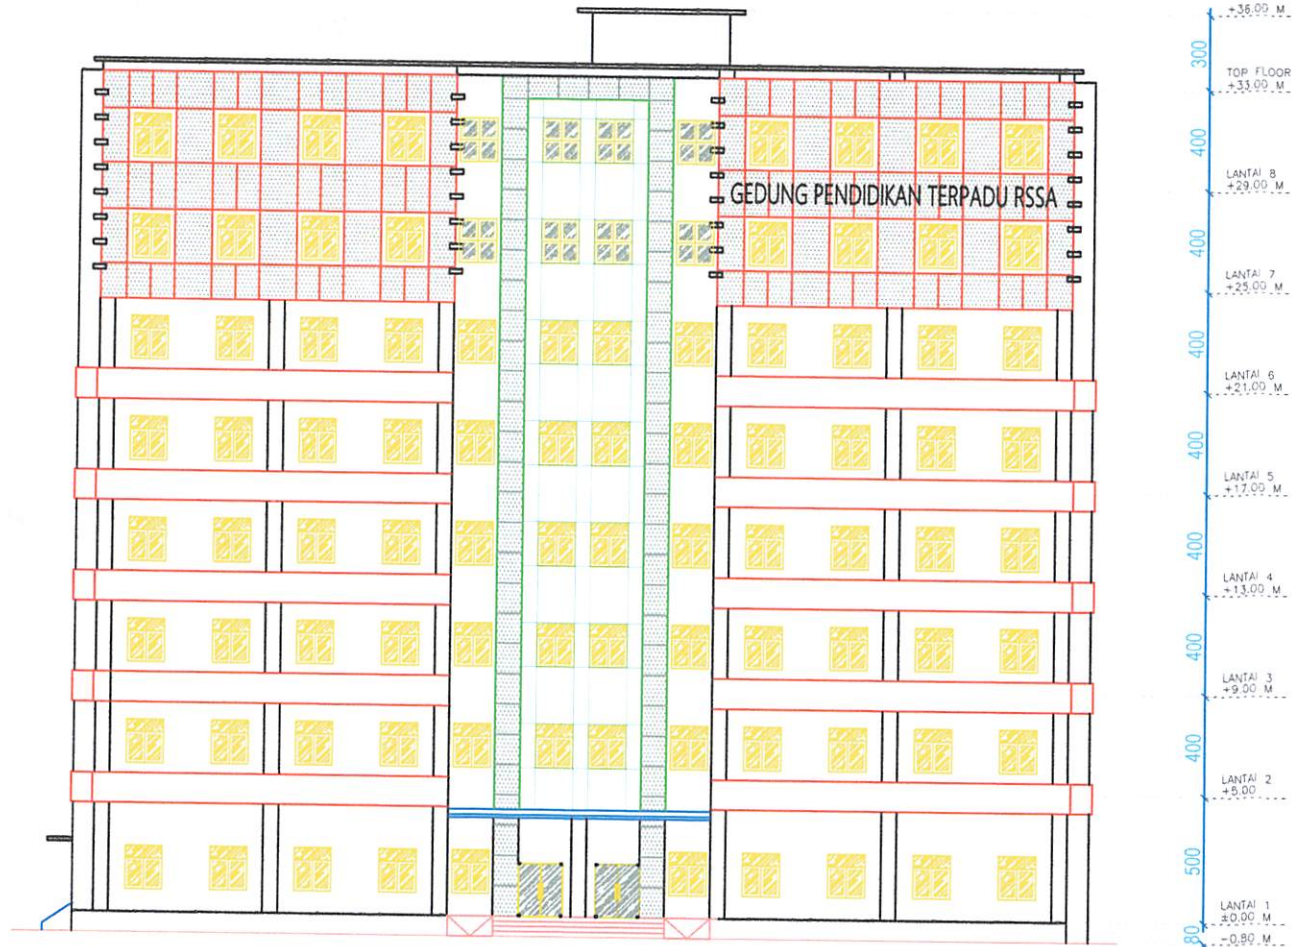 +36.00 M
300
TOP FLOOR
+33.00 M
400
LANTAI 8
+29.00 M
GEDUNG PENDIDIKAN TERPADU RSSA
400
LANTAI 7
+25.00 M
400
LANTAI 6
+21.00 M
400
LANTAI 5
+17.00 M
400
LANTAI 4
+13.00 M
400
LANTAI 3
+9.00 M
400
LANTAI 2
+5.00
500
LANTAI 1
±0.00 M
80
-0.80 M